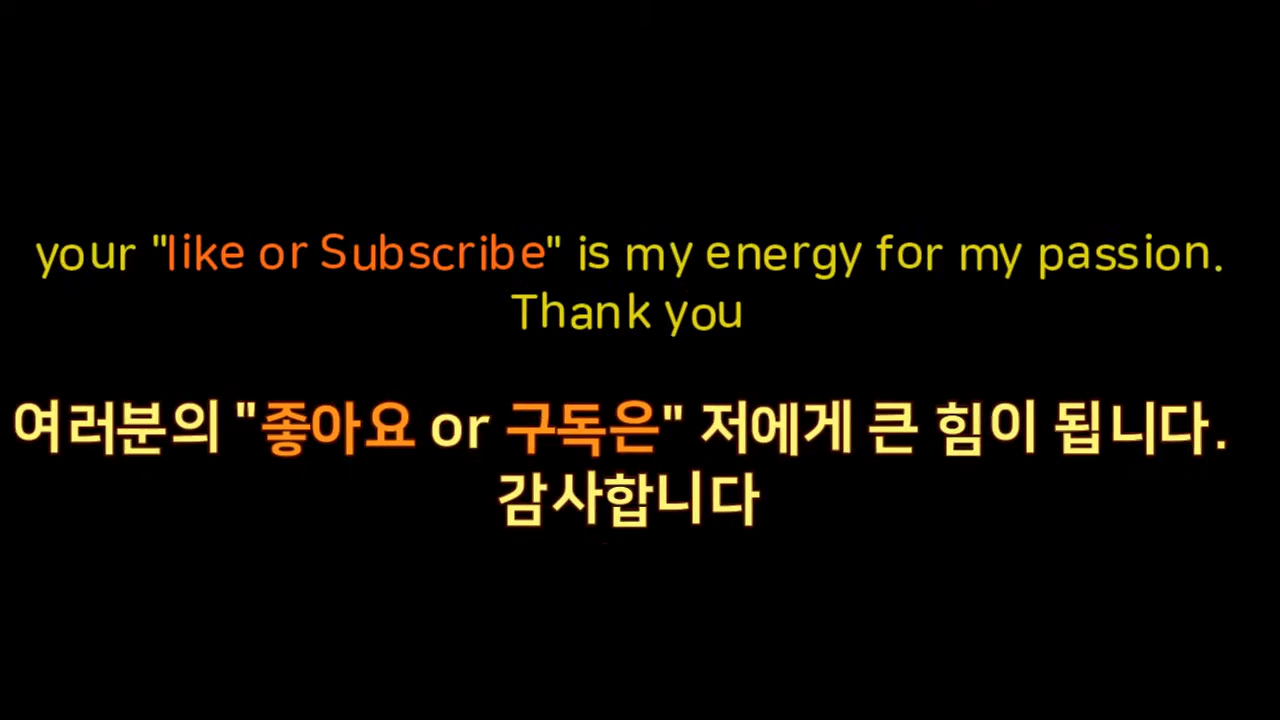 your "like or Subscribe" is my energy for my passion.
Thank you
여러분의 "좋아요 or 구독은" 저에게 큰 힘이 됩니다.
감사합니다